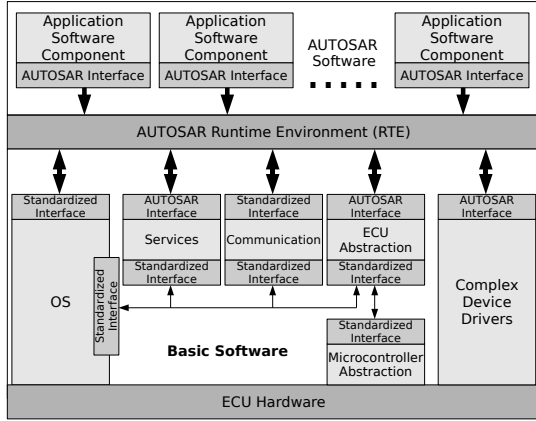 Application
Software
Component
AUTOSAR Interface
Application
Software
Component
AUTOSAR Interface
AUTOSAR
Software
Application
Software
Component
AUTOSAR Interface
AUTOSAR Runtime Environment (RTE)
Standardized
Interface
OS
Standardized
Interface
AUTOSAR
Interface
Services
Standardized
Interface
Standardized
Interface
Communication
Standardized
Interface
AUTOSAR
Interface
ECU
Abstraction
Standardized
Interface
AUTOSAR
Interface
Complex
Device
Drivers
Basic Software
Standardized
Interface
Microcontroller
Abstraction
ECU Hardware